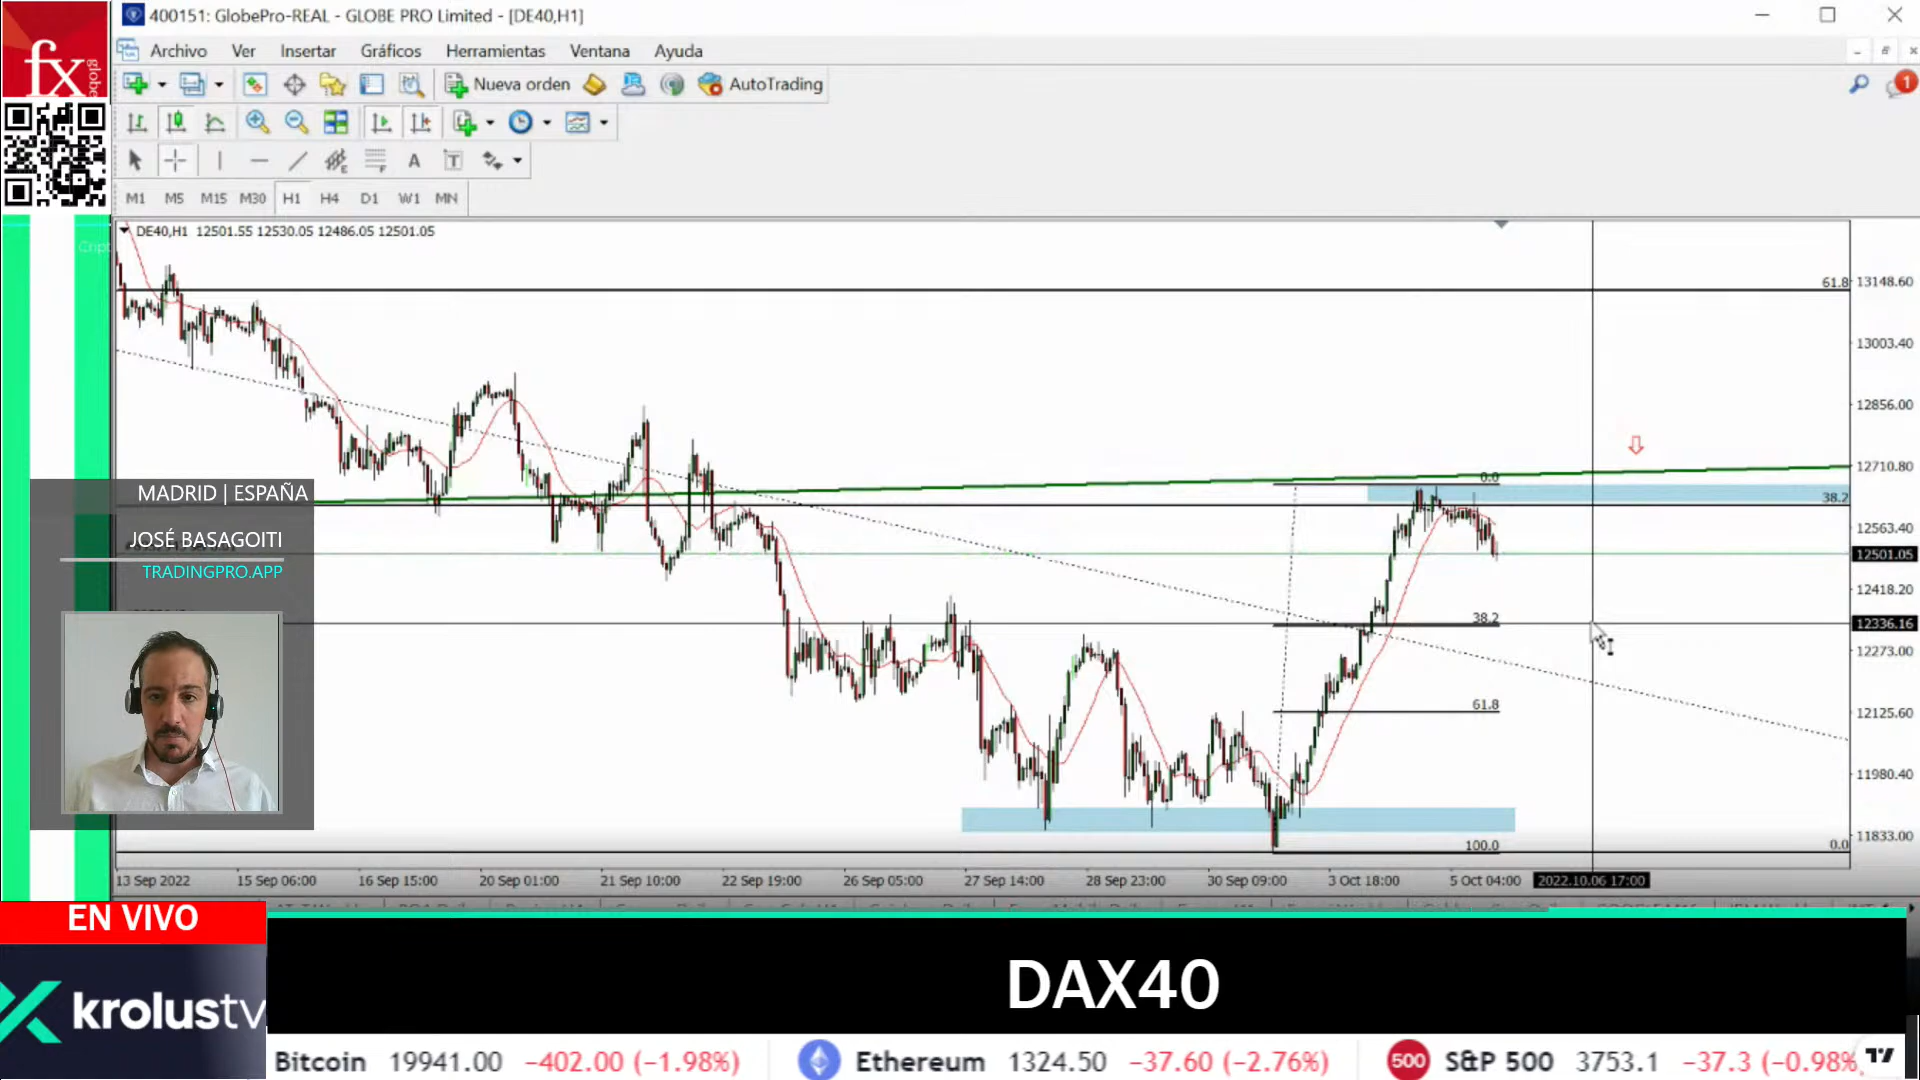 fx
globe
400151: GlobePro-REAL - GLOBE PRO Limited - [DE40,H1]
Archivo Ver Insertar Gráficos Herramientas Ventana Ayuda
Nueva orden AutoTrading 1
E F A T
M1 M5 M15 M30 H1 H4 D1 W1 MN
DE40,H1 12501.55 12530.05 12486.05 12501.05
61.8
13148.60
13003.40
12856.00
12710.80
0.0
38.2
12563.40
12501.05
12418.20
38.2
12336.16
12273.00
61.8
12125.60
11980.40
11833.00
100.0
0.0
13 Sep 2022 15 Sep 06:00 16 Sep 15:00 20 Sep 01:00 21 Sep 10:00 22 Sep 19:00 26 Sep 05:00 27 Sep 14:00 28 Sep 23:00 30 Sep 09:00 3 Oct 18:00 5 Oct 04:00 2022.10.06 17:00
MADRID | ESPAÑA
JOSÉ BASAGOITI
TRADINGPRO.APP
EN VIVO
krolustv
DAX40
Bitcoin 19941.00 −402.00 (−1.98%) Ethereum 1324.50 −37.60 (−2.76%) 500 S&P 500 3753.1 −37.3 (−0.98%